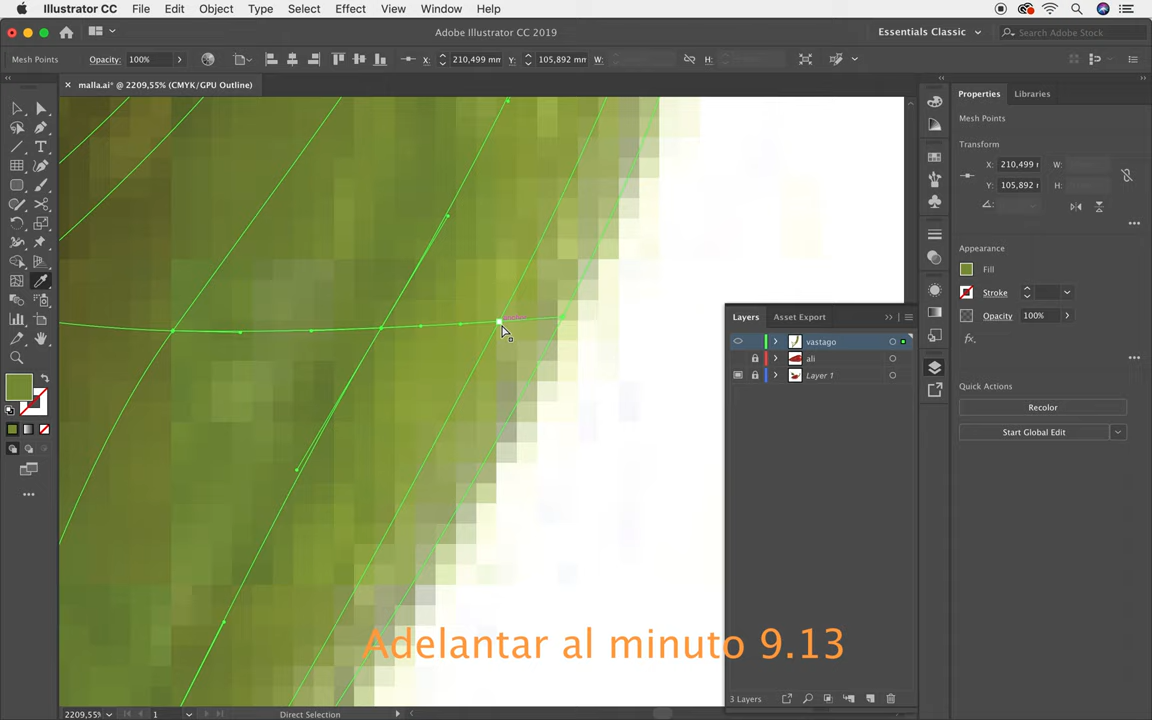 Illustrator CC File Edit Object Type Select Effect View Window Help
Adobe Illustrator CC 2019
Essentials Classic
Search Adobe Stock
Mesh Points
Opacity: 100%
X: 210,499 mm
Y: 105,892 mm
W:
H:
malla.ai* @ 2209,55% (CMYK/GPU Outline)
Properties Libraries
Mesh Points
Transform
X: 210,499 r
W:
Y: 105,892 r
H:
Appearance
Fill
Stroke
Opacity 100%
fx.
Quick Actions
Recolor
Start Global Edit
Layers Asset Export
vastago
ali
Layer 1
3 Layers
anchor
Adelantar al minuto 9.13
2209,55%
1
Direct Selection